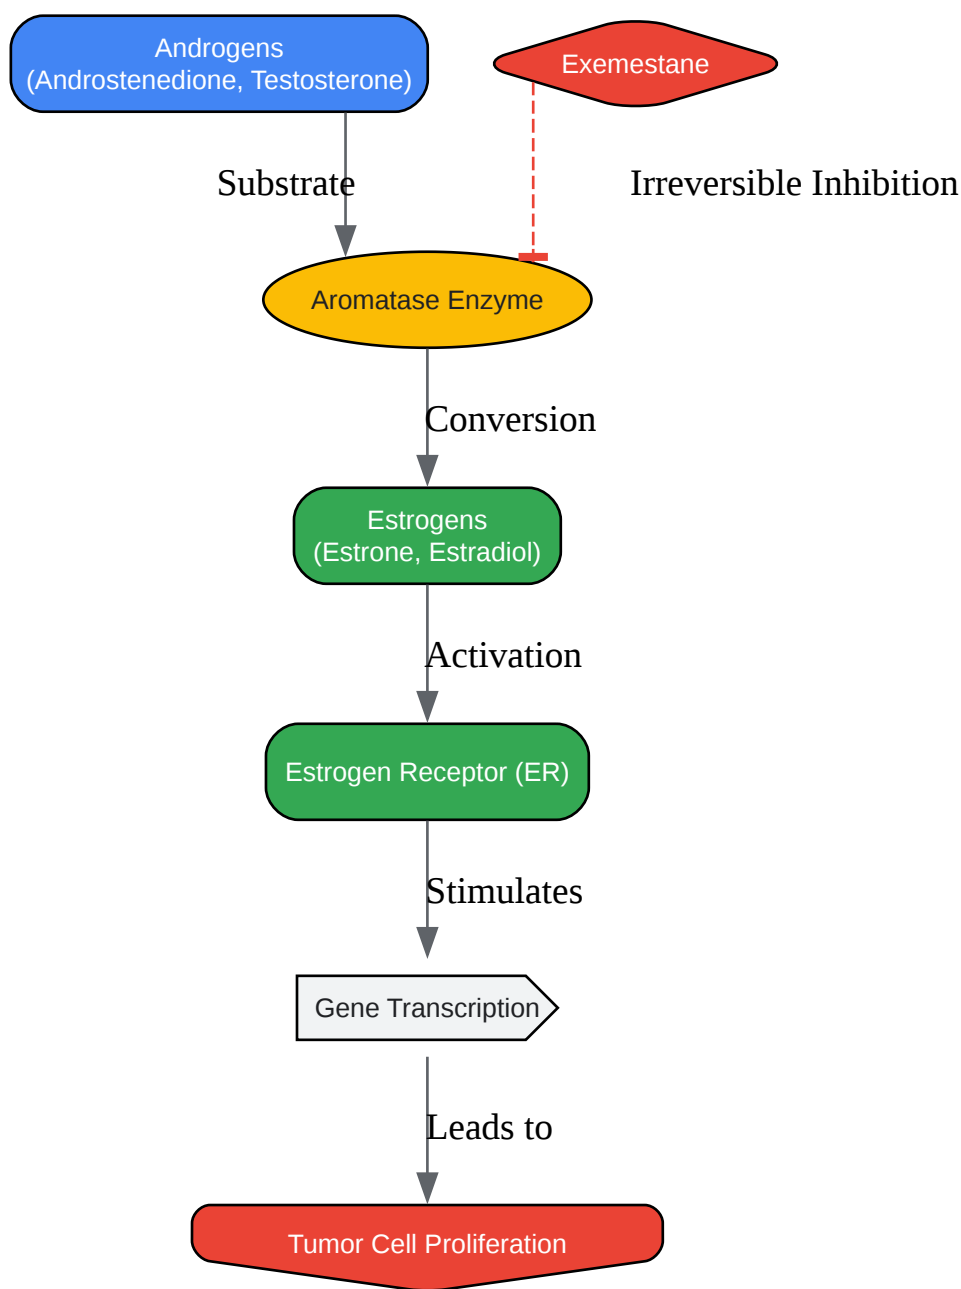 Androgens
(Androstenedione, Testosterone)
Exemestane
Substrate
Irreversible Inhibition
Aromatase Enzyme
Conversion
Estrogens
(Estrone, Estradiol)
Activation
Estrogen Receptor (ER)
Stimulates
Gene Transcription
Leads to
Tumor Cell Proliferation